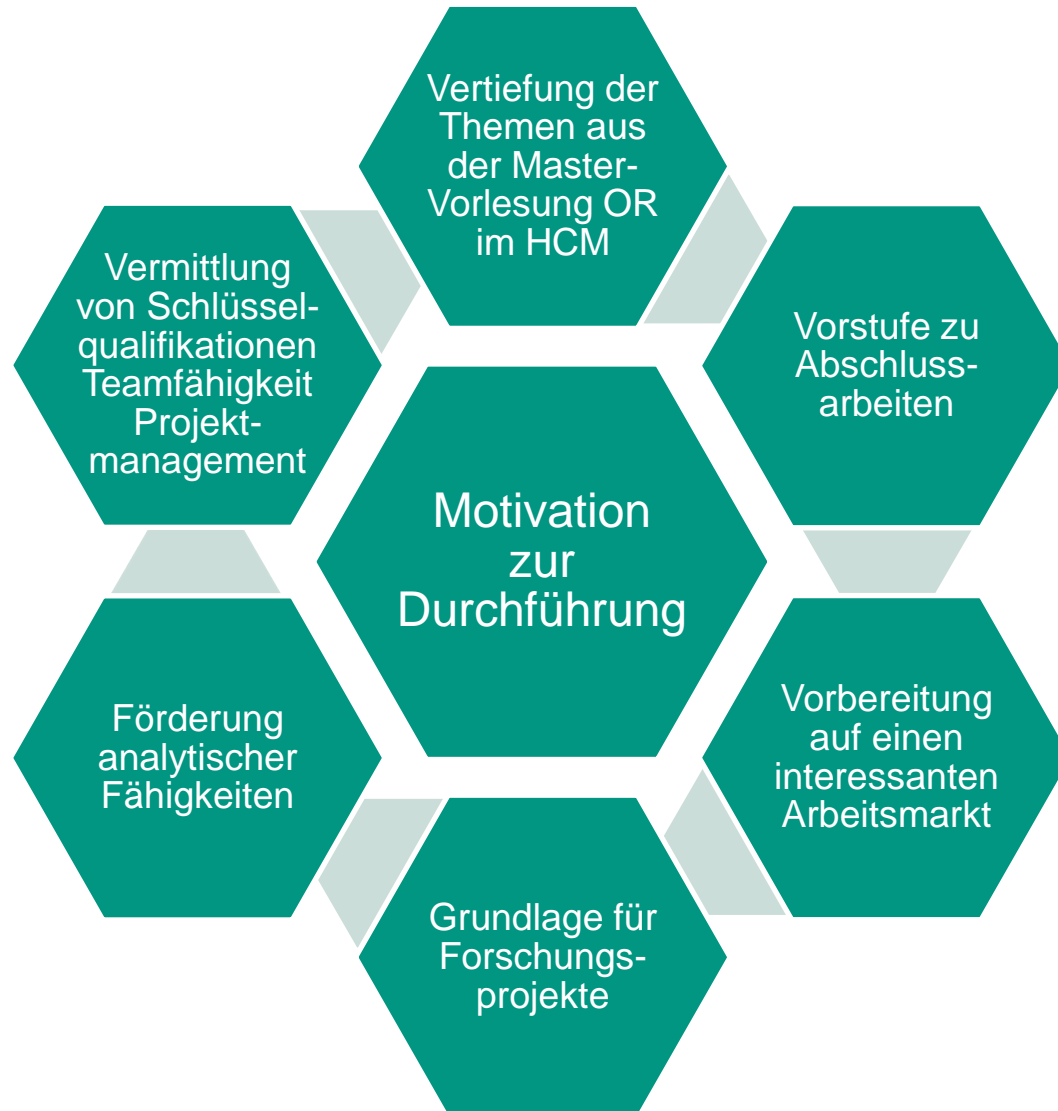 Vertiefung der
Themen aus
der Master-
Vorlesung OR
im HCM
Vorstufe zu
Abschluss-
arbeiten
Vorbereitung
auf einen
interessanten
Arbeitsmarkt
Grundlage für
Forschungs-
projekte
Förderung
analytischer
Fähigkeiten
Vermittlung
von Schlüssel-
qualifikationen
Teamfähigkeit
Projekt-
management
Motivation
zur
Durchführung